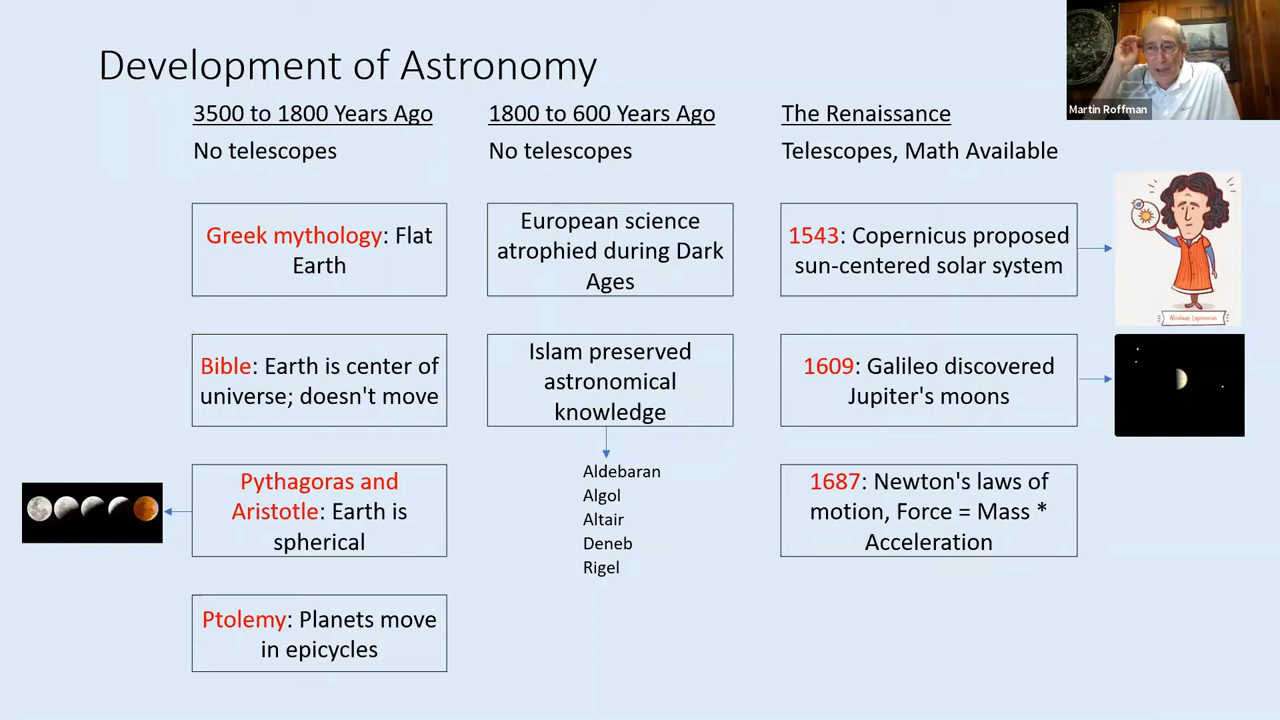 Development of Astronomy
Martin Roffman
3500 to 1800 Years Ago
No telescopes
Greek mythology: Flat
Earth
Bible: Earth is center of
universe; doesn't move
Pythagoras and
Aristotle: Earth is
spherical
Ptolemy: Planets move
in epicycles
1800 to 600 Years Ago
No telescopes
European science
atrophied during Dark
Ages
Islam preserved
astronomical
knowledge
Aldebaran
Algol
Altair
Deneb
Rigel
The Renaissance
Telescopes, Math Available
1543: Copernicus proposed
sun-centered solar system
Nicolaus Copernicus
1609: Galileo discovered
Jupiter's moons
1687: Newton's laws of
motion, Force = Mass *
Acceleration